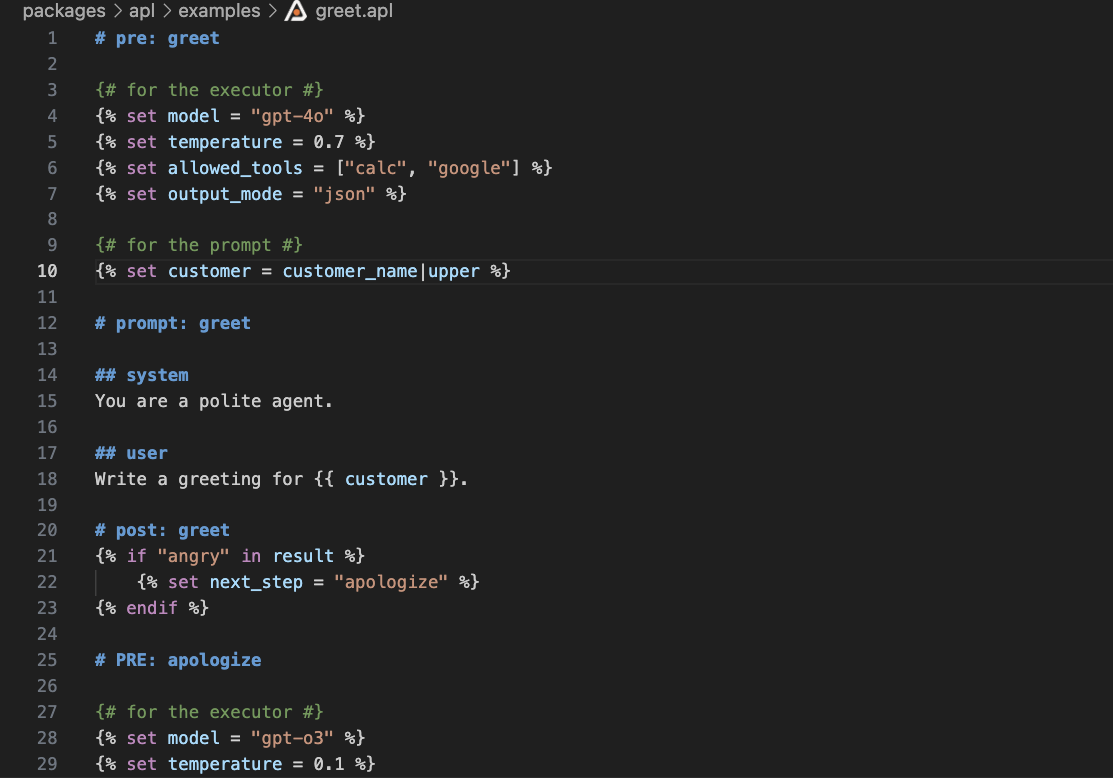 packages > apl > examples > greet.apl
1 # pre: greet
2
3 {# for the executor #}
4 {% set model = "gpt-4o" %}
5 {% set temperature = 0.7 %}
6 {% set allowed_tools = ["calc", "google"] %}
7 {% set output_mode = "json" %}
8
9 {# for the prompt #}
10 {% set customer = customer_name|upper %}
11
12 # prompt: greet
13
14 ## system
15 You are a polite agent.
16
17 ## user
18 Write a greeting for {{ customer }}.
19
20 # post: greet
21 {% if "angry" in result %}
22     {% set next_step = "apologize" %}
23 {% endif %}
24
25 # PRE: apologize
26
27 {# for the executor #}
28 {% set model = "gpt-o3" %}
29 {% set temperature = 0.1 %}